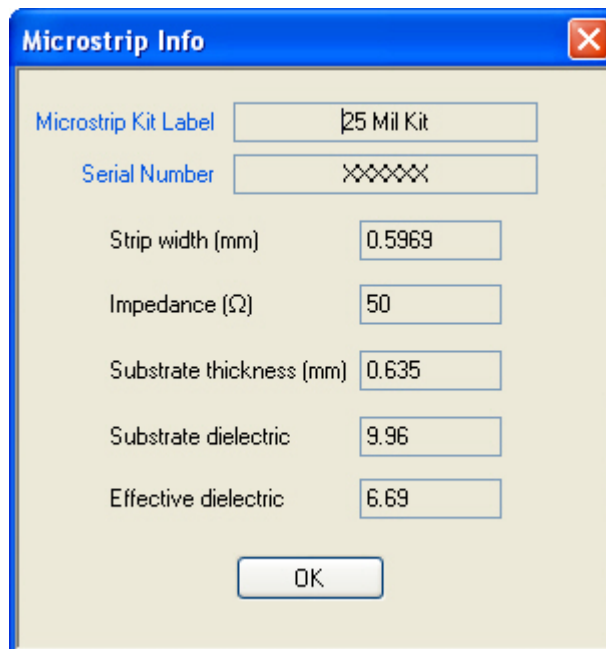 Microstrip Info
Microstrip Kit Label 25 Mil Kit
Serial Number XXXXXX
Strip width (mm) 0.5969
Impedance (Ω) 50
Substrate thickness (mm) 0.635
Substrate dielectric 9.96
Effective dielectric 6.69
OK